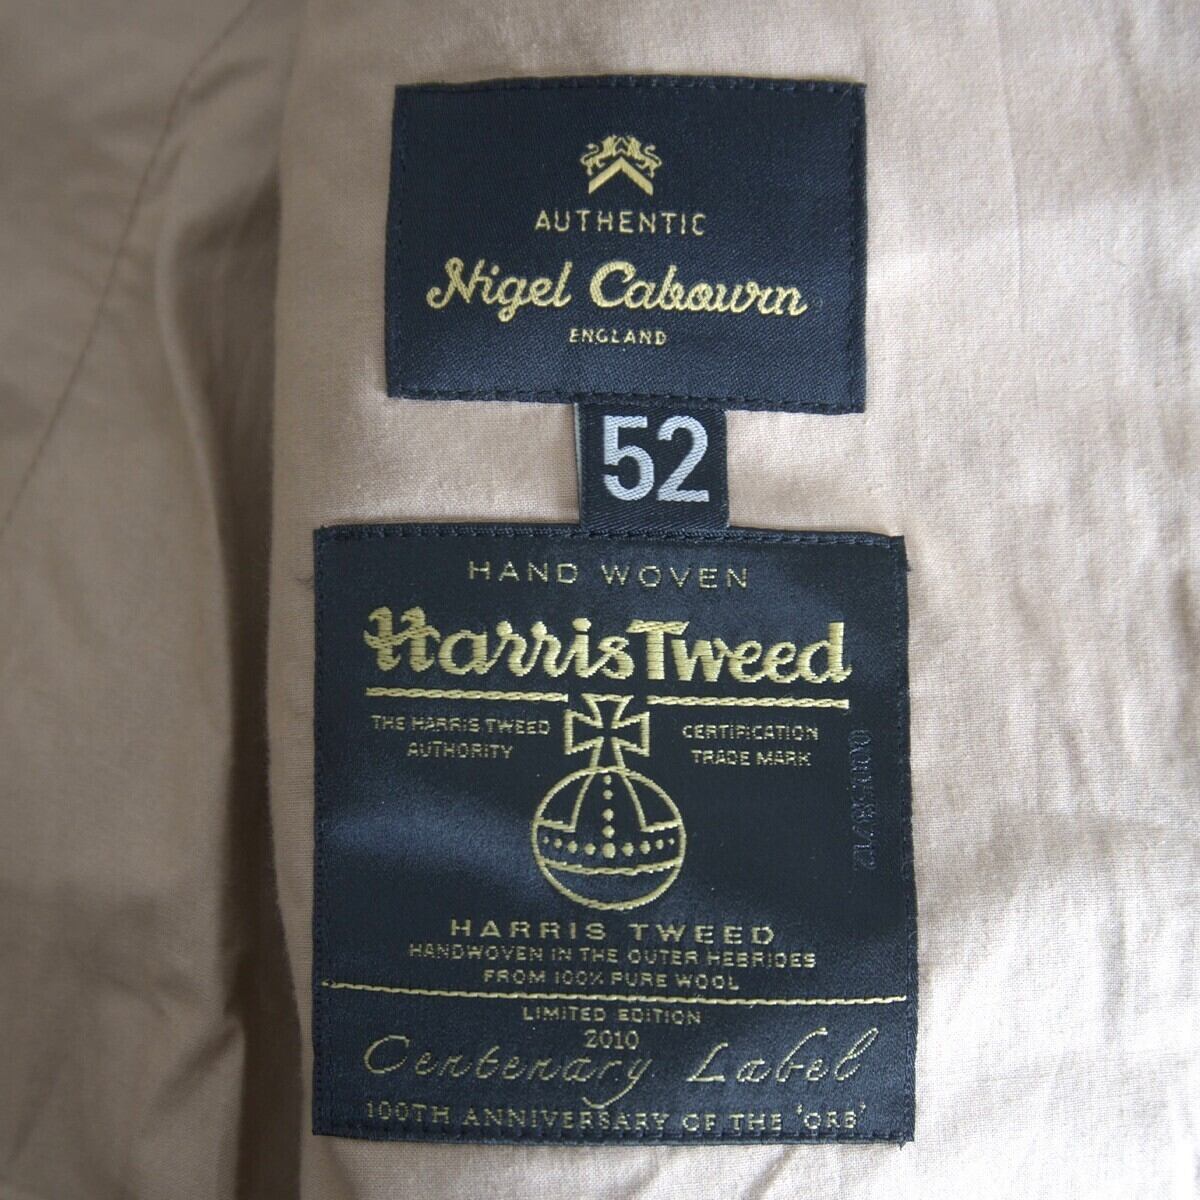 AUTHENTIC
Nigel Cabourn
ENGLAND
52
HAND WOVEN
Harris Tweed
THE HARRIS TWEED
AUTHORITY
CERTIFICATION
TRADE MARK
HARRIS TWEED
HANDWOVEN IN THE OUTER HEBRIDES
FROM 100% PURE WOOL
LIMITED EDITION
2010
Centenary Label
100TH ANNIVERSARY OF THE 'ORB'